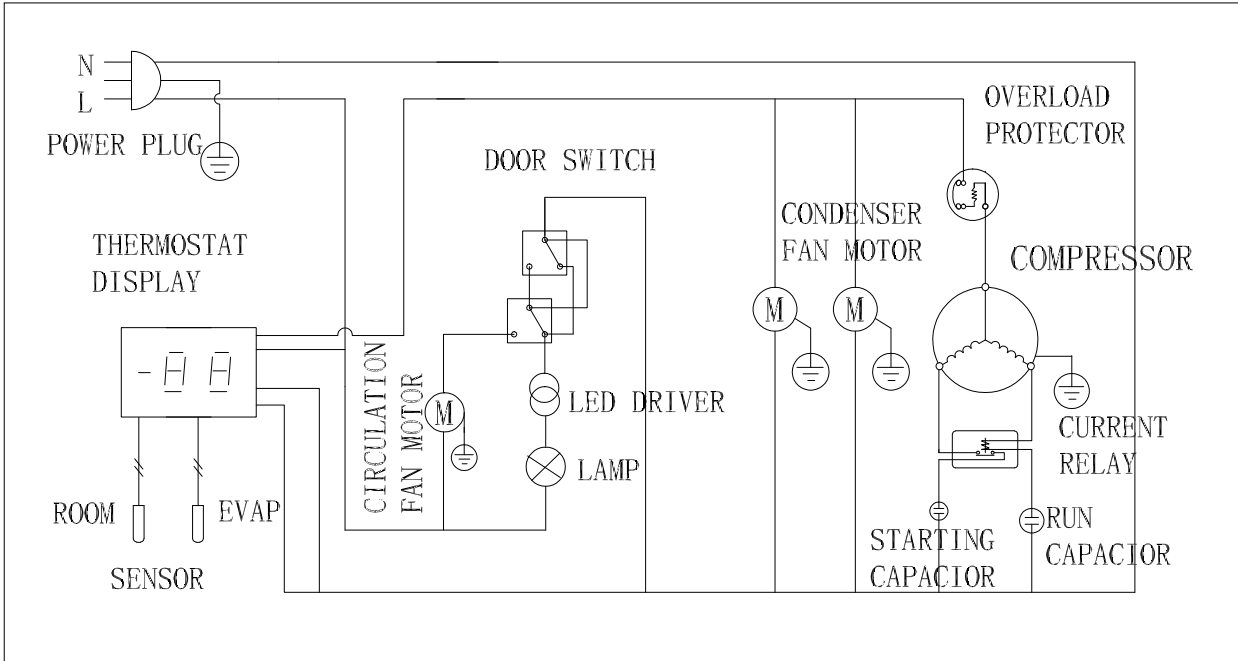 N
L
POWER PLUG
OVERLOAD
PROTECTOR
DOOR SWITCH
THERMOSTAT
DISPLAY
CONDENSER
FAN MOTOR
COMPRESSOR
M
M
-88
CIRCULATION
FAN MOTOR
M
LED DRIVER
LAMP
CURRENT
RELAY
ROOM
EVAP
SENSOR
STARTING
CAPACIOR
RUN
CAPACIOR